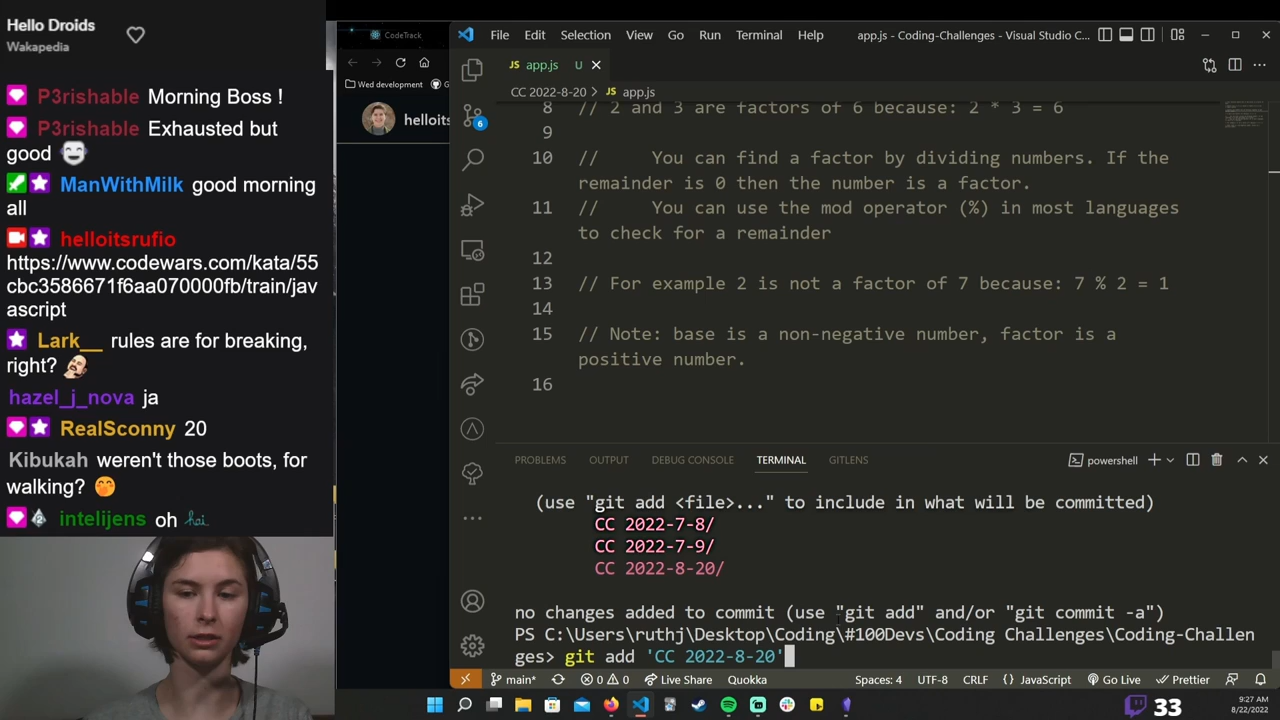 Hello Droids
Wakapedia
P3rishable Morning Boss !
P3rishable Exhausted but
good
ManWithMilk good morning
all
helloitsrufio
https://www.codewars.com/kata/55
cbc3586671f6aa070000fb/train/jav
ascript
Lark__ rules are for breaking,
right?
hazel_j_nova ja
RealSconny 20
Kibukah weren't those boots, for
walking?
intelijens oh hai
CodeTrack
Wed development
helloits
File Edit Selection View Go Run Terminal Help
app.js - Coding-Challenges - Visual Studio C...
JS app.js U
CC 2022-8-20 > JS app.js
8 // 2 and 3 are factors of 6 because: 2 * 3 = 6
9
10 // You can find a factor by dividing numbers. If the
remainder is 0 then the number is a factor.
11 // You can use the mod operator (%) in most languages
to check for a remainder
12
13 // For example 2 is not a factor of 7 because: 7 % 2 = 1
14
15 // Note: base is a non-negative number, factor is a
positive number.
16
6
PROBLEMS OUTPUT DEBUG CONSOLE TERMINAL GITLENS
powershell
(use "git add <file>..." to include in what will be committed)
CC 2022-7-8/
CC 2022-7-9/
CC 2022-8-20/
no changes added to commit (use "git add" and/or "git commit -a")
PS C:\Users\ruthj\Desktop\Coding\#100Devs\Coding Challenges\Coding-Challen
ges> git add 'CC 2022-8-20'
main* 0 0 Live Share Quokka Spaces: 4 UTF-8 CRLF {} JavaScript Go Live Prettier
33
9:27 AM
8/22/2022